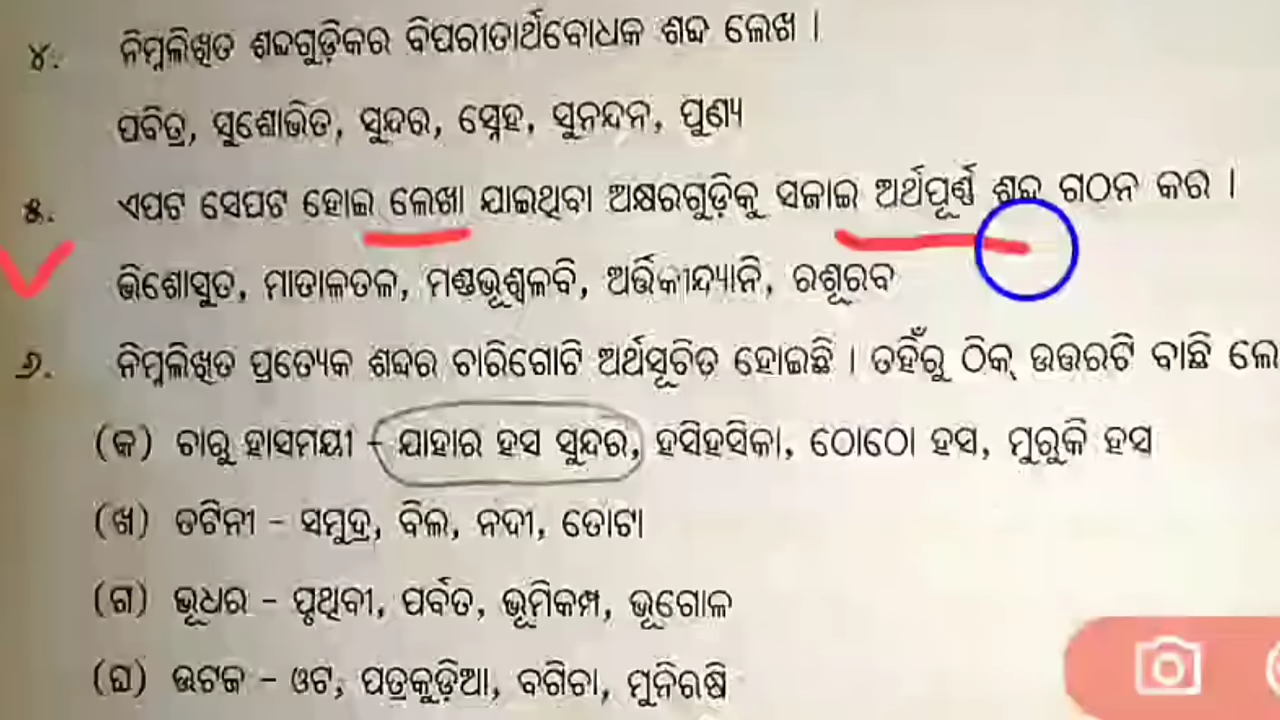 ୪. ନିମ୍ନଲିଖିତ ଶବ୍ଦଗୁଡ଼ିକର ବିପରୀତାର୍ଥବୋଧକ ଶବ୍ଦ ଲେଖ ।
ପବିତ୍ର, ସୁଶୋଭିତ, ସୁନ୍ଦର, ସ୍ନେହ, ସୁନନ୍ଦନ, ପୁଣ୍ୟ
୫. ଏପଟ ସେପଟ ହୋଇ ଲେଖା ଯାଇଥିବା ଅକ୍ଷରଗୁଡ଼ିକୁ ସଜାଇ ଅର୍ଥପୂର୍ଣ୍ଣ ଶବ୍ଦ ଗଠନ କର ।
ଭିଶୋସୁତ, ମାତାଳତଳ, ମଣ୍ଡଭୂଶ୍ୱଳବି, ଅର୍ତ୍ତିକୀନ୍ଦ୍ୟାନି, ରଶୂରବ
୬. ନିମ୍ନଲିଖିତ ପ୍ରତ୍ୟେକ ଶବ୍ଦର ଚାରିଗୋଟି ଅର୍ଥସୂଚିତ ହୋଇଛି । ତହିଁରୁ ଠିକ୍ ଉତ୍ତରଟି ବାଛି ଲେ
(କ) ଚାରୁ ହାସମୟୀ - ଯାହାର ହସ ସୁନ୍ଦର, ହସିହସିକା, ଠୋଠୋ ହସ, ମୁରୁକି ହସ
(ଖ) ତଟିନୀ - ସମୁଦ୍ର, ବିଲ, ନଦୀ, ତୋଟା
(ଗ) ଭୂଧର - ପୃଥିବୀ, ପର୍ବତ, ଭୂମିକମ୍ପ, ଭୂଗୋଳ
(ଘ) ଉଟଜ - ଓଟ, ପତ୍ରକୁଡ଼ିଆ, ବଗିଚା, ମୁନିଋଷି